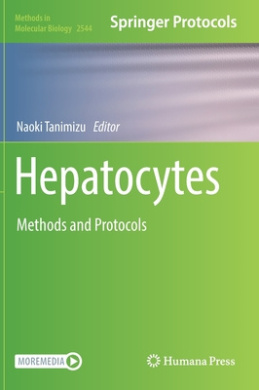 Methods in
Molecular Biology 2544
Springer Protocols
Naoki Tanimizu Editor
Hepatocytes
Methods and Protocols
MOREMEDIA
Humana Press